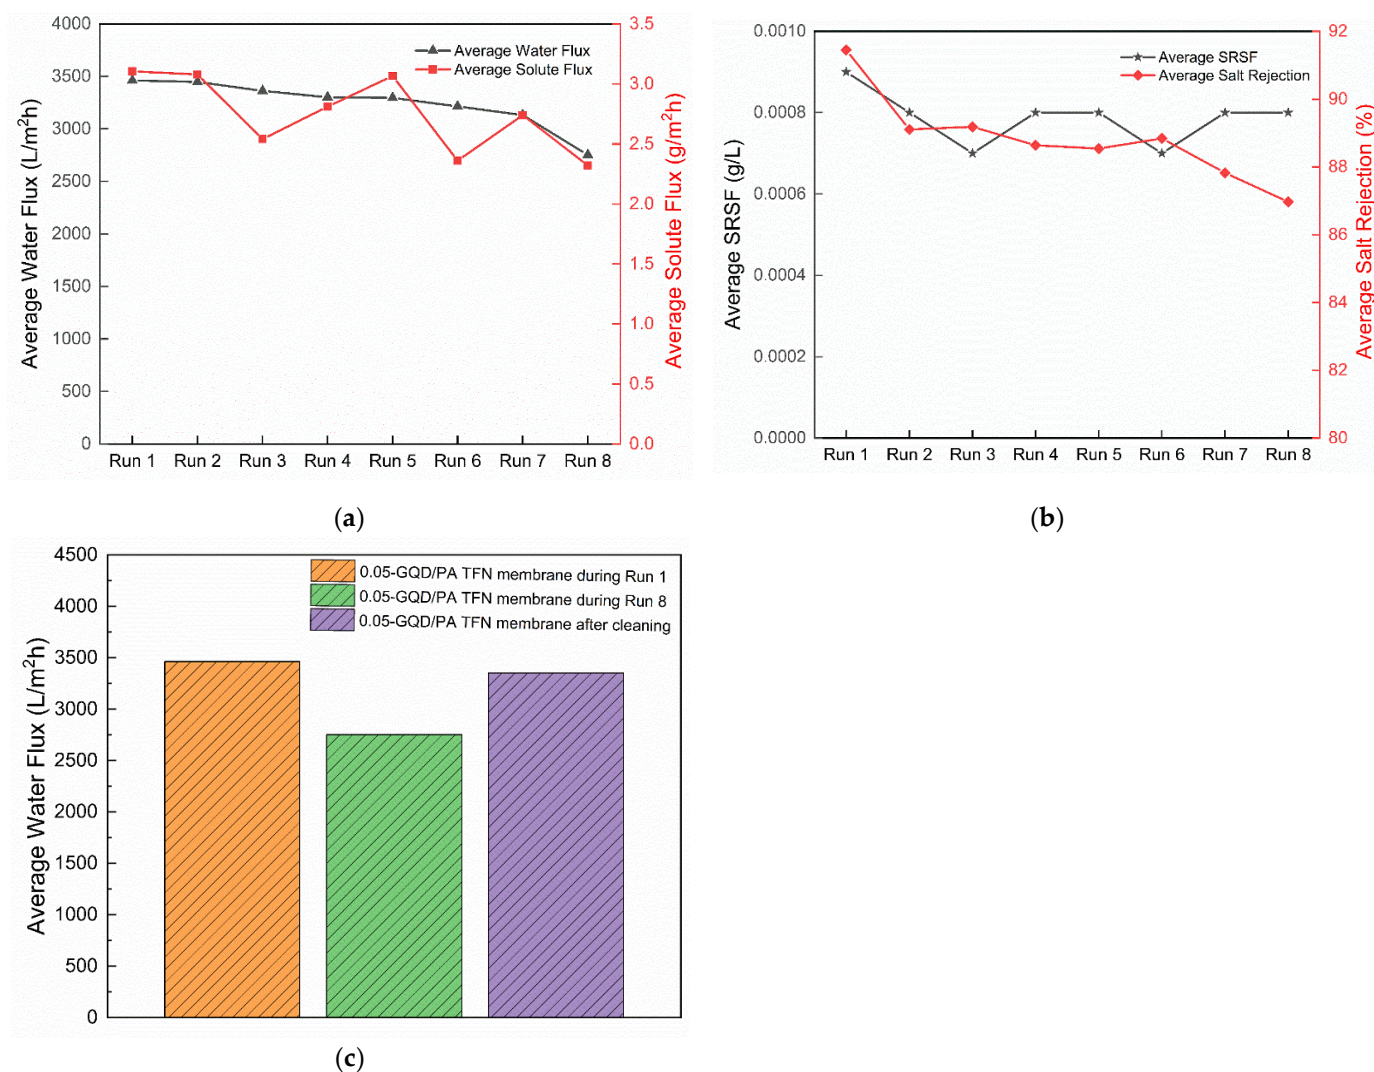 4000
3500
3000
2500
2000
1500
1000
500
0
Average Water Flux (L/m²h)
Average Water Flux
Average Solute Flux
3.5
3.0
2.5
2.0
1.5
1.0
0.5
0.0
Average Solute Flux (g/m²h)
Run 1 Run 2 Run 3 Run 4 Run 5 Run 6 Run 7 Run 8
(a)
0.0010
0.0008
0.0006
0.0004
0.0002
0.0000
Average SRSF (g/L)
Average SRSF
Average Salt Rejection
92
90
88
86
84
82
80
Average Salt Rejection (%)
Run 1 Run 2 Run 3 Run 4 Run 5 Run 6 Run 7 Run 8
(b)
4500
4000
3500
3000
2500
2000
1500
1000
500
0
Average Water Flux (L/m²h)
0.05-GQD/PA TFN membrane during Run 1
0.05-GQD/PA TFN membrane during Run 8
0.05-GQD/PA TFN membrane after cleaning
(c)